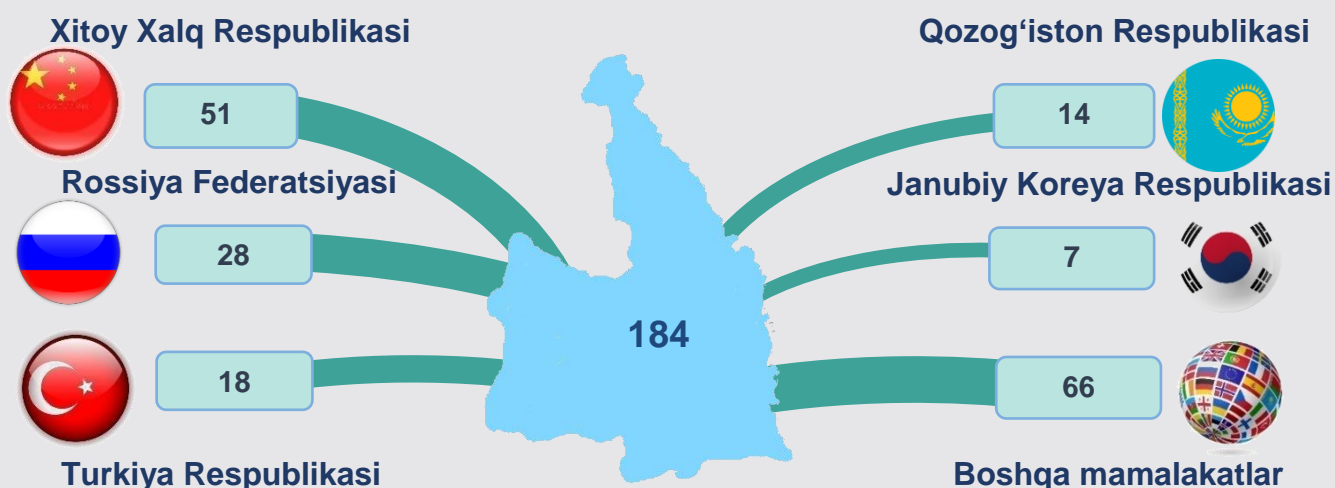 Xitoy Xalq Respublikasi
51
Rossiya Federatsiyasi
28
18
Turkiya Respublikasi
184
Qozog‘iston Respublikasi
14
Janubiy Koreya Respublikasi
7
66
Boshqa mamalakatlar